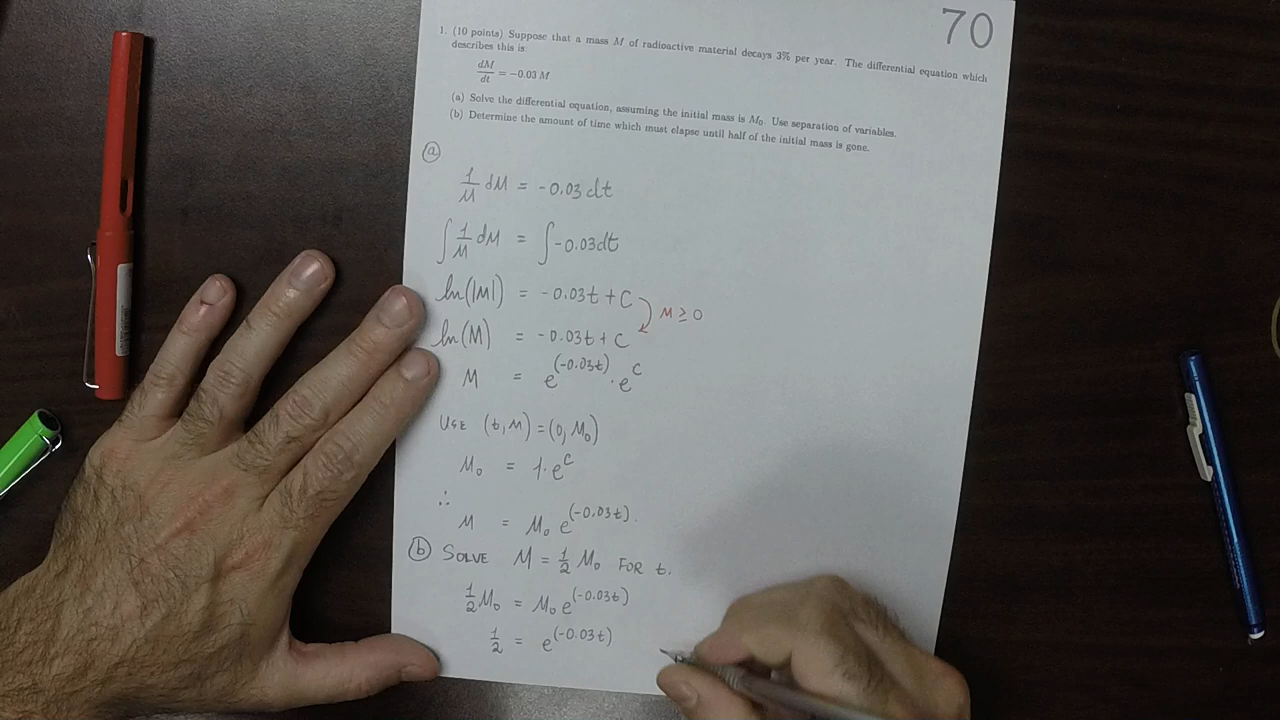 70
1. (10 points) Suppose that a mass M of radioactive material decays 3% per year. The differential equation which
describes this is:
dM/dt = -0.03 M
(a) Solve the differential equation, assuming the initial mass is M₀. Use separation of variables.
(b) Determine the amount of time which must elapse until half of the initial mass is gone.
(a)
1/M dM = -0.03 dt
∫ 1/M dM = ∫ -0.03dt
ln(|M|) = -0.03t + C
M ≥ 0
ln(M) = -0.03t + C
M = e^(-0.03t) · e^C
USE (t, M) = (0, M₀)
M₀ = 1 · e^C
∴
M = M₀ e^(-0.03t).
(b) SOLVE M = 1/2 M₀ FOR t.
1/2 M₀ = M₀ e^(-0.03t)
1/2 = e^(-0.03t)